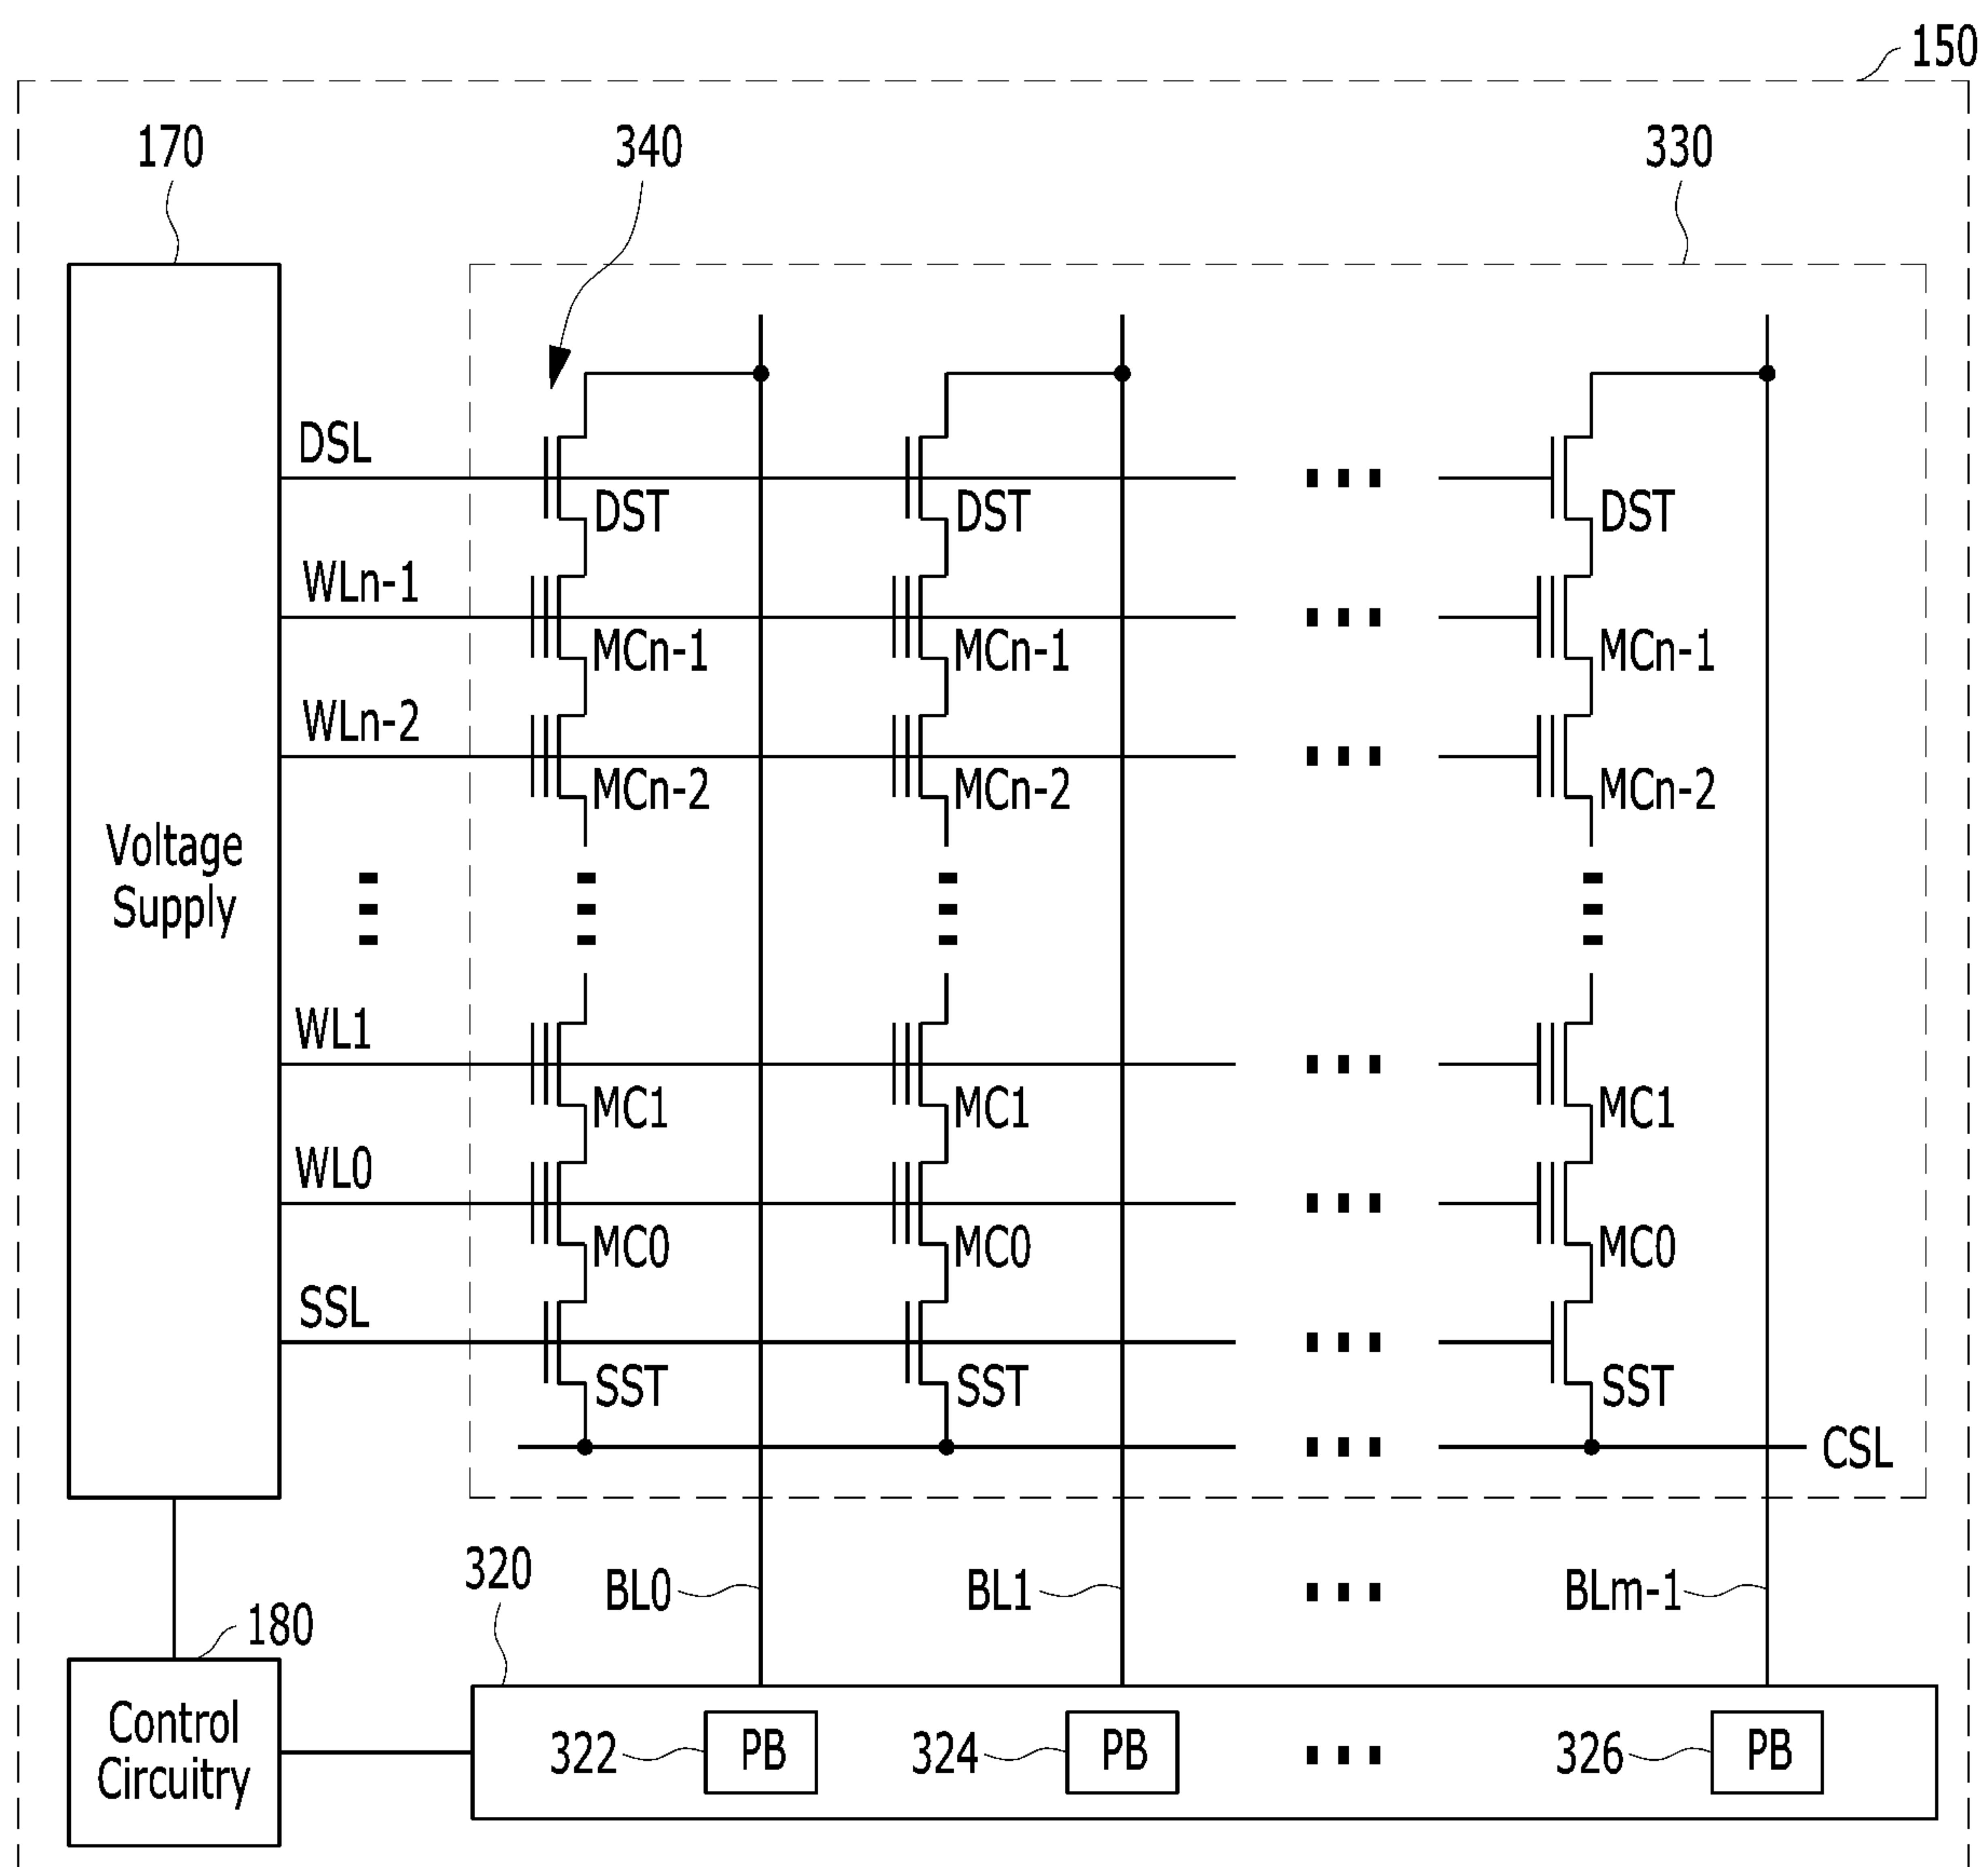 150
170
340
330
DSL
DST
DST
DST
WLn-1
MCn-1
MCn-1
MCn-1
WLn-2
MCn-2
MCn-2
MCn-2
Voltage
Supply
WL1
MC1
MC1
MC1
WL0
MC0
MC0
MC0
SSL
SST
SST
SST
CSL
320
BL0
BL1
BLm-1
180
Control
Circuitry
322
PB
324
PB
326
PB